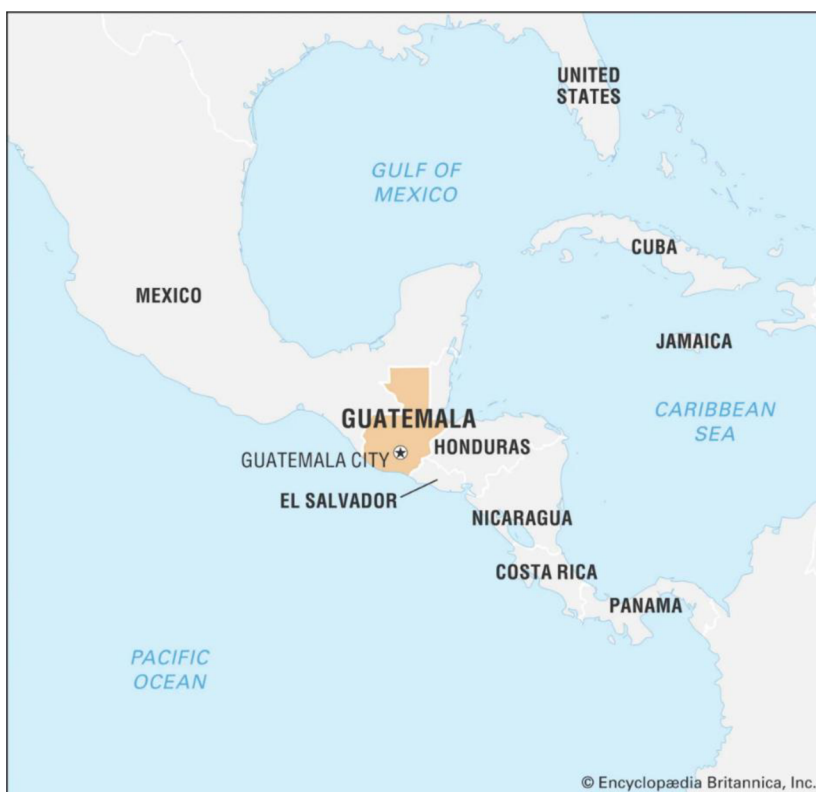 UNITED
STATES
GULF OF
MEXICO
CUBA
MEXICO
JAMAICA
CARIBBEAN
SEA
GUATEMALA
HONDURAS
GUATEMALA CITY
EL SALVADOR
NICARAGUA
COSTA RICA
PANAMA
PACIFIC
OCEAN
© Encyclopædia Britannica, Inc.